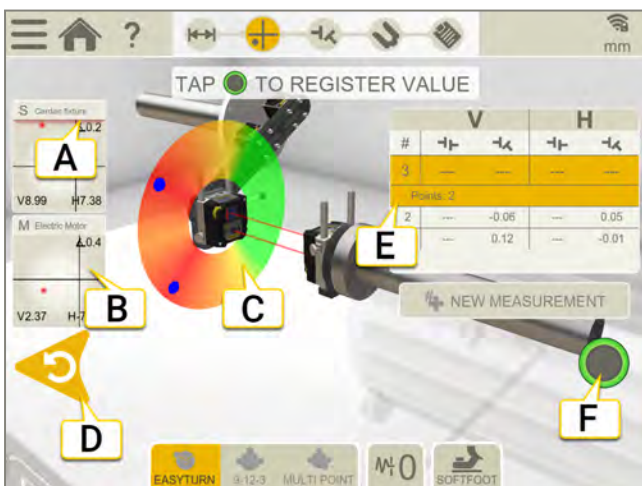 ?
mm
TAP TO REGISTER VALUE
S Cardan fixture
0.2
A
V8.99 H7.38
M Electric Motor
0.4
B
V2.37 H-7
C
V H
#
3 --- --- --- ---
Points: 2
2 --- -0.06 --- 0.05
--- 0.12 --- -0.01
E
NEW MEASUREMENT
D
F
EASYTURN 9-12-3 MULTI POINT
0
SOFTFOOT